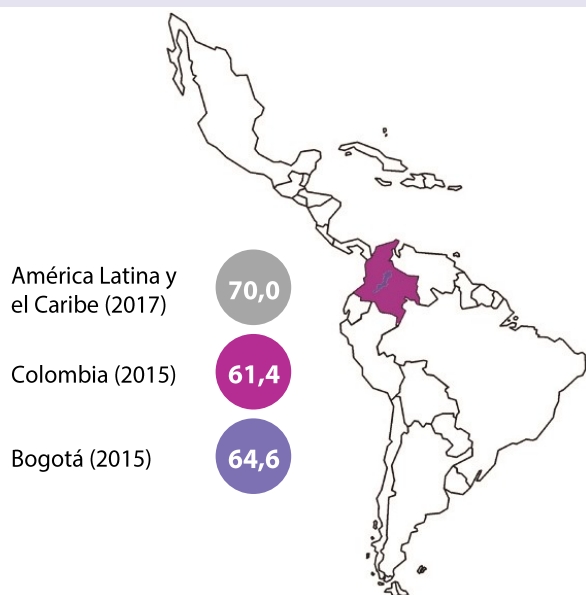 América Latina y
el Caribe (2017)
70,0
Colombia (2015)
61,4
Bogotá (2015)
64,6